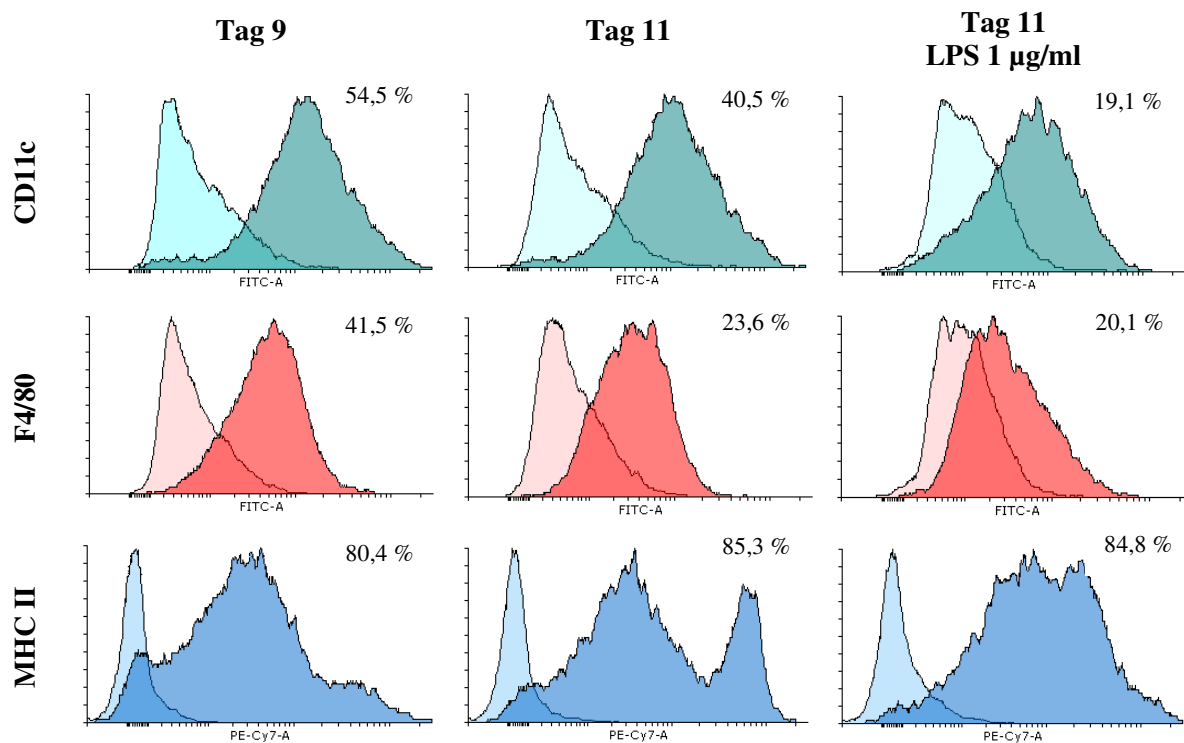 Tag 9
Tag 11
Tag 11
LPS 1 µg/ml
CD11c
54,5 %
40,5 %
19,1 %
FITC-A
FITC-A
FITC-A
F4/80
41,5 %
23,6 %
20,1 %
FITC-A
FITC-A
FITC-A
MHC II
80,4 %
85,3 %
84,8 %
PE-Cy7-A
PE-Cy7-A
PE-Cy7-A